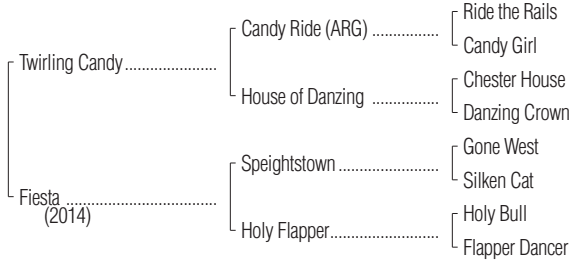 Ride the Rails
Candy Ride (ARG) ................
Candy Girl
Twirling Candy ......................
Chester House
House of Danzing ................
Danzing Crown
Gone West
Speightstown ........................
Silken Cat
Fiesta ....................................
(2014)
Holy Bull
Holy Flapper..........................
Flapper Dancer